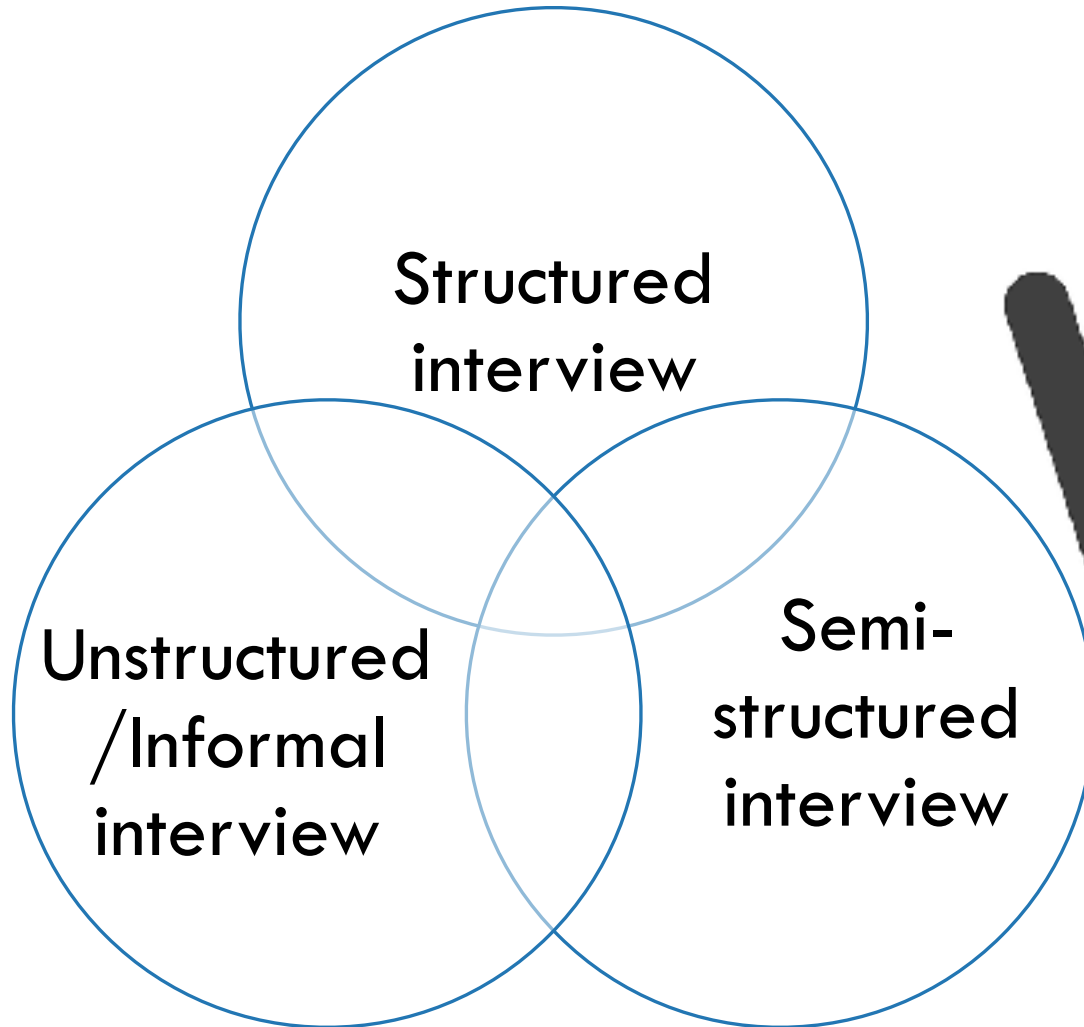 Structured
interview
Unstructured
/Informal
interview
Semi-
structured
interview